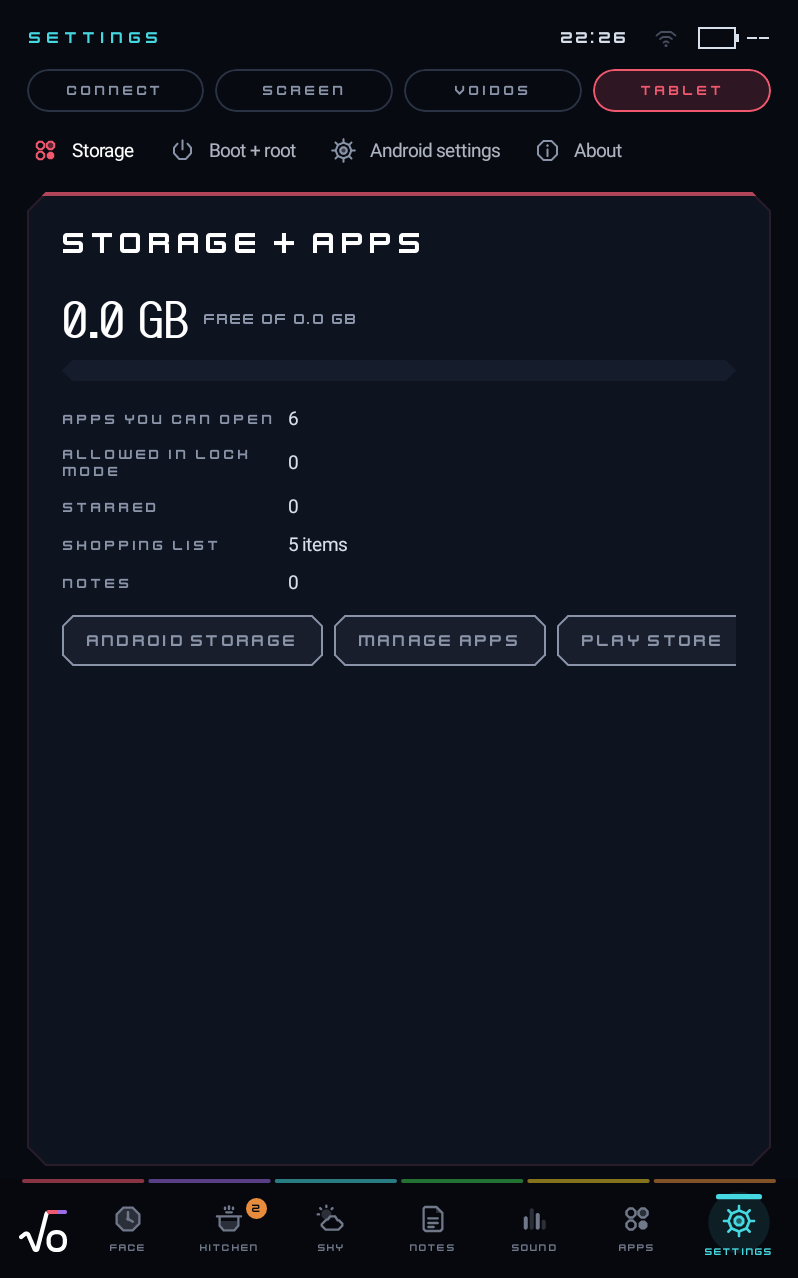 SETTINGS
22:26
--
CONNECT
SCREEN
VOIDOS
TABLET
Storage
Boot + root
Android settings
About
STORAGE + APPS
0.0 GB FREE OF 0.0 GB
APPS YOU CAN OPEN 6
ALLOWED IN LOCK
MODE
0
STARRED 0
SHOPPING LIST 5 items
NOTES 0
ANDROID STORAGE
MANAGE APPS
PLAY STORE
2
√o
FACE
KITCHEN
SKY
NOTES
SOUND
APPS
SETTINGS